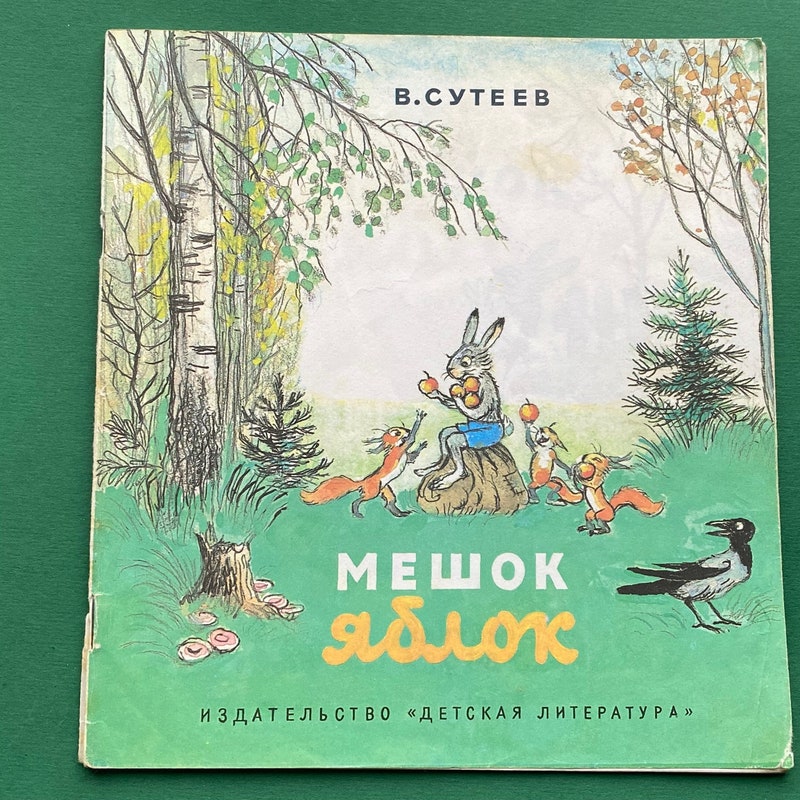 В.СУТЕЕВ
МЕШОК
яблок
ИЗДАТЕЛЬСТВО «ДЕТСКАЯ ЛИТЕРАТУРА»